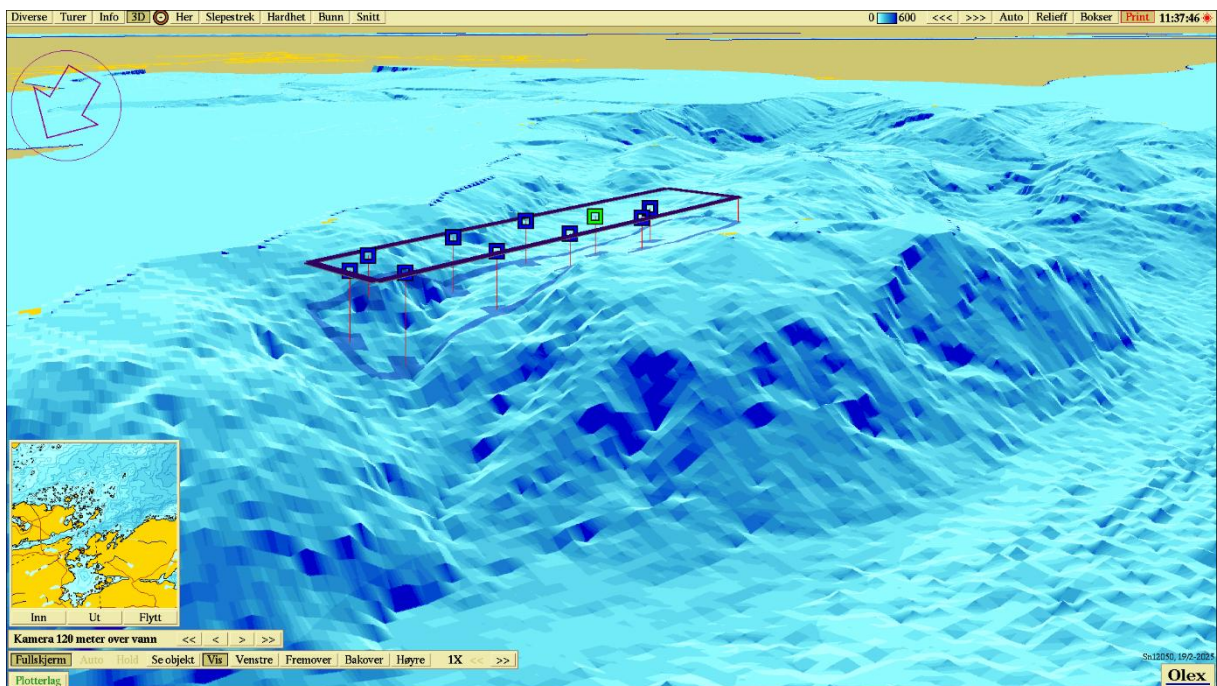 Diverse Turer Info 3D Her Slepestrek Hardhet Bunn Snitt 0 600 <<< >>> Auto Relieff Bokser Print 11:37:46
Inn Ut Flytt
Kamera 120 meter over vann << < > >>
Fullskjerm Auto Hold Se objekt Vis Venstre Fremover Bakover Høyre 1X << >>
Sn12050, 19/2-2025
Plotterlag
Olex